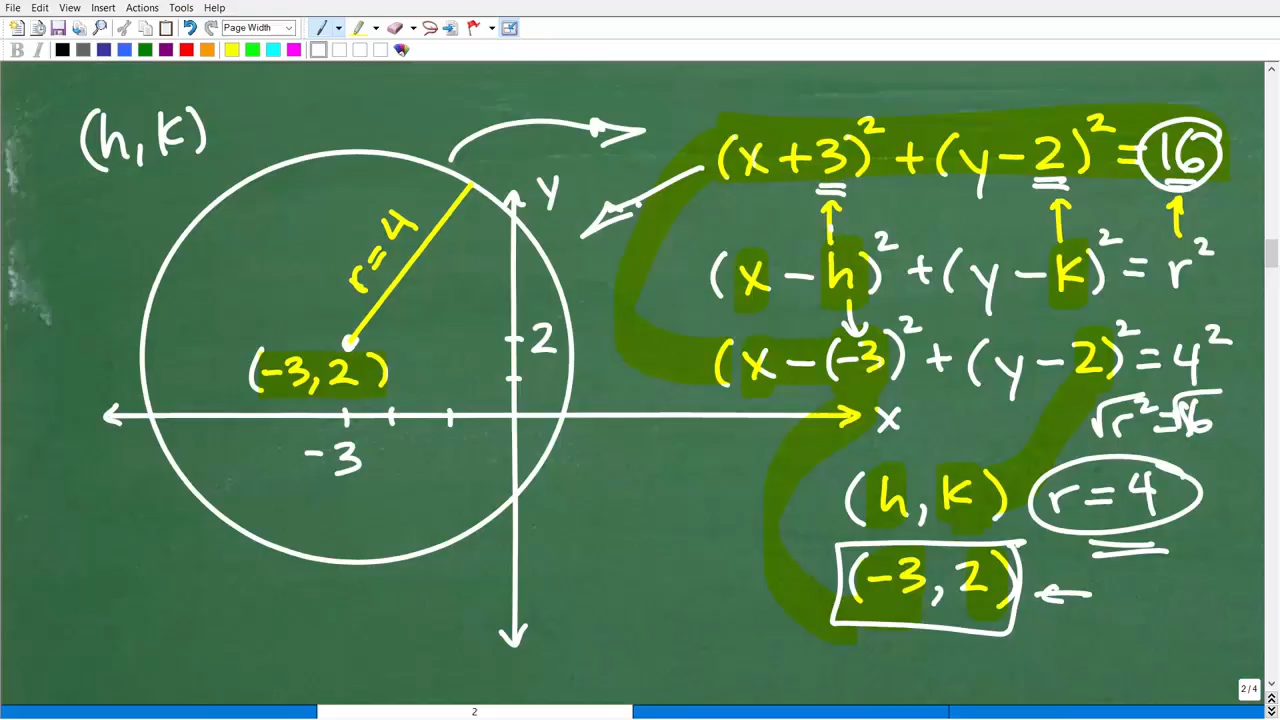 File Edit View Insert Actions Tools Help
Page Width
B I
(h, k)
(x + 3)² + (y − 2)² = 16
y
r = 4
(x − h)² + (y − k)² = r²
2
(x − (−3))² + (y − 2)² = 4²
(−3, 2)
x
√r² = √16
−3
(h, k) r = 4
(−3, 2)
2/4
2